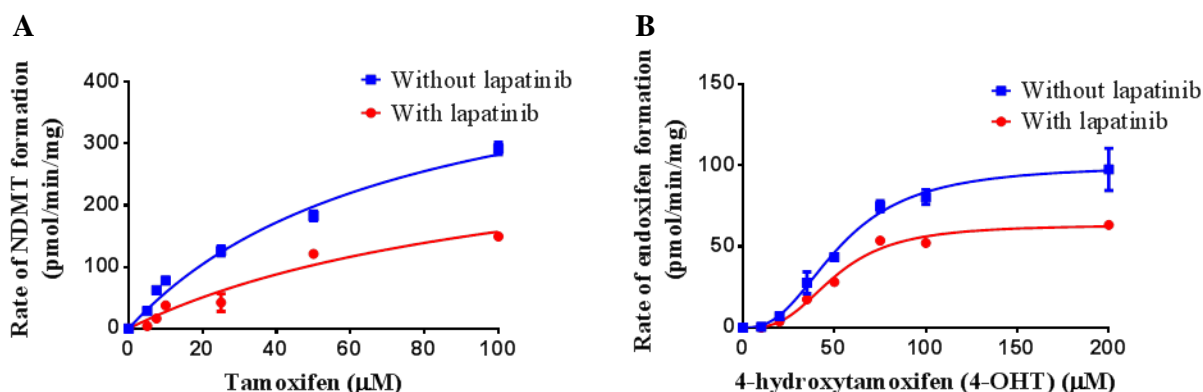 A
Rate of NDMT formation
(pmol/min/mg)
400
300
200
100
0
Without lapatinib
With lapatinib
0 20 40 60 80 100
Tamoxifen (μM)
B
Rate of endoxifen formation
(pmol/min/mg)
150
100
50
0
Without lapatinib
With lapatinib
0 50 100 150 200
4-hydroxytamoxifen (4-OHT) (μM)